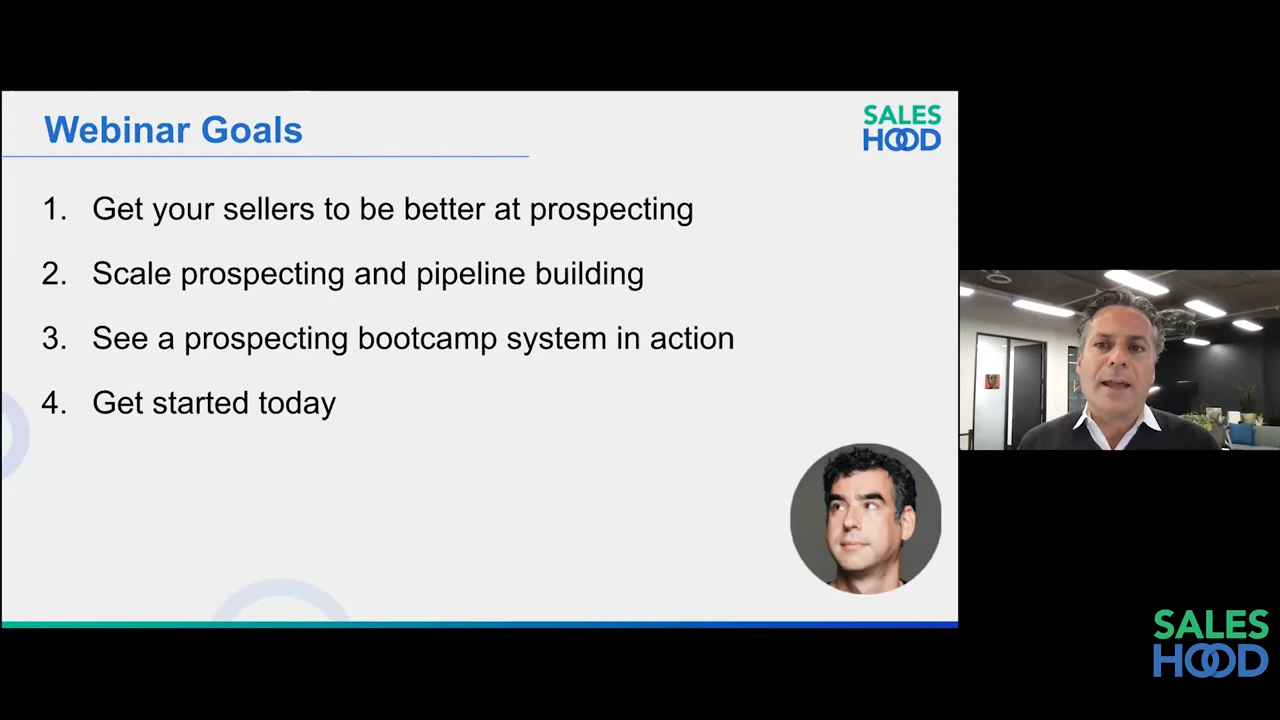 Webinar Goals
SALES
HOOD
1. Get your sellers to be better at prospecting
2. Scale prospecting and pipeline building
3. See a prospecting bootcamp system in action
4. Get started today
SALES
HOOD